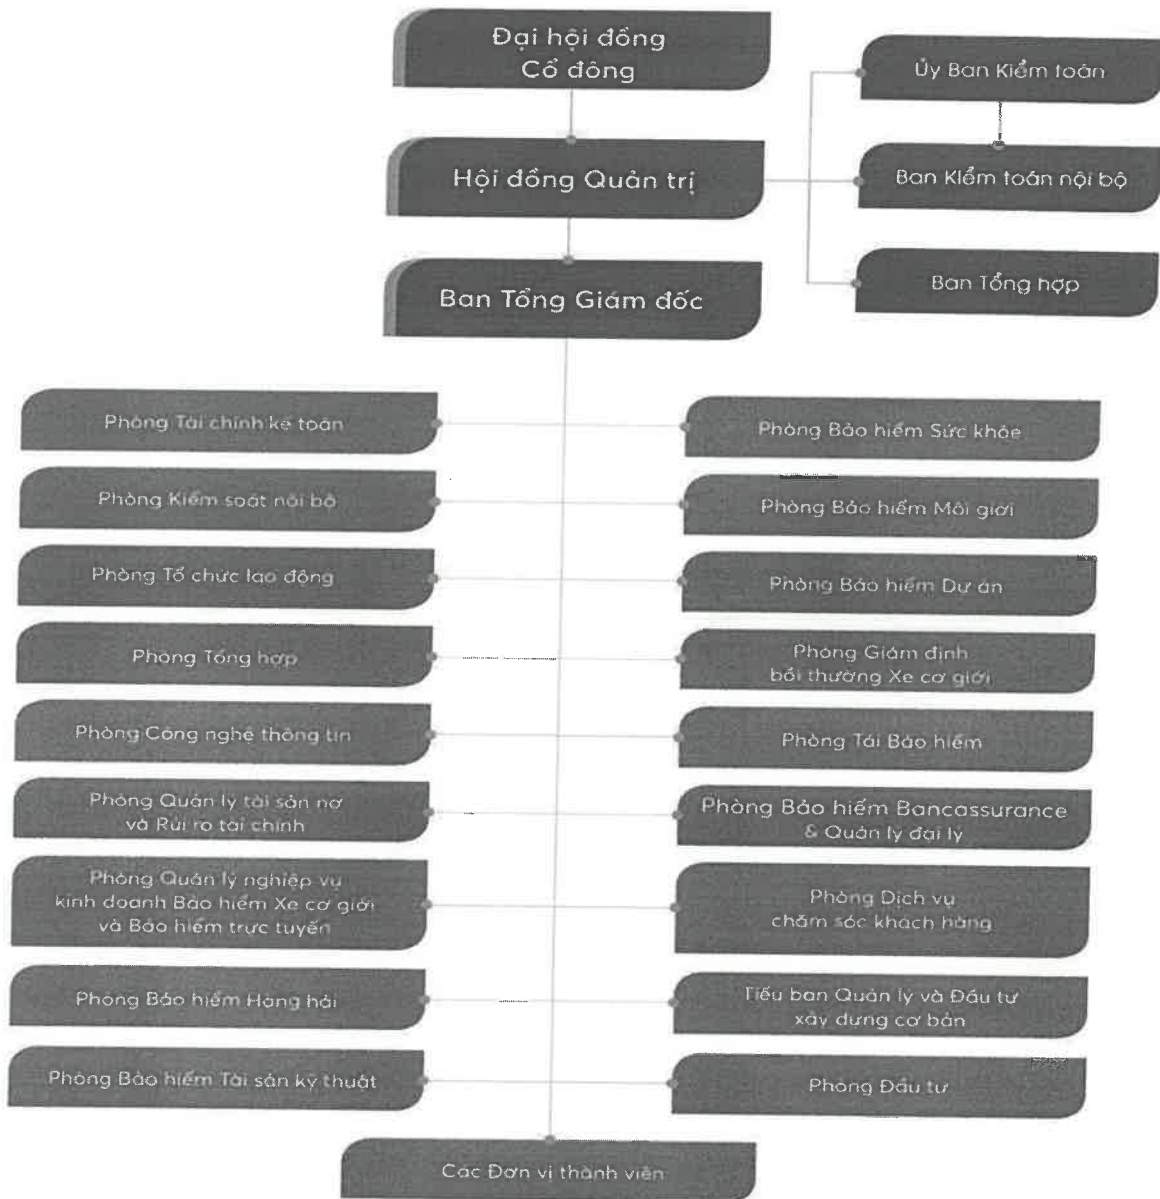 Đại hội đồng
Cổ đông
Ủy Ban Kiểm toán
Hội đồng Quản trị
Ban Kiểm toán nội bộ
Ban Tổng Giám đốc
Ban Tổng hợp
Phòng Tài chính kế toán
Phòng Bảo hiểm Sức khỏe
Phòng Kiểm soát nội bộ
Phòng Bảo hiểm Môi giới
Phòng Tổ chức lao động
Phòng Bảo hiểm Dự án
Phòng Tổng hợp
Phòng Giám định
bồi thường Xe cơ giới
Phòng Công nghệ thông tin
Phòng Tái Bảo hiểm
Phòng Quản lý tài sản nợ
và Rủi ro tài chính
Phòng Bảo hiểm Bancassurance
& Quản lý đại lý
Phòng Quản lý nghiệp vụ
kinh doanh Bảo hiểm Xe cơ giới
và Bảo hiểm trực tuyến
Phòng Dịch vụ
chăm sóc khách hàng
Phòng Bảo hiểm Hàng hải
Tiểu ban Quản lý và Đầu tư
xây dựng cơ bản
Phòng Bảo hiểm Tài sản kỹ thuật
Phòng Đầu tư
Các Đơn vị thành viên